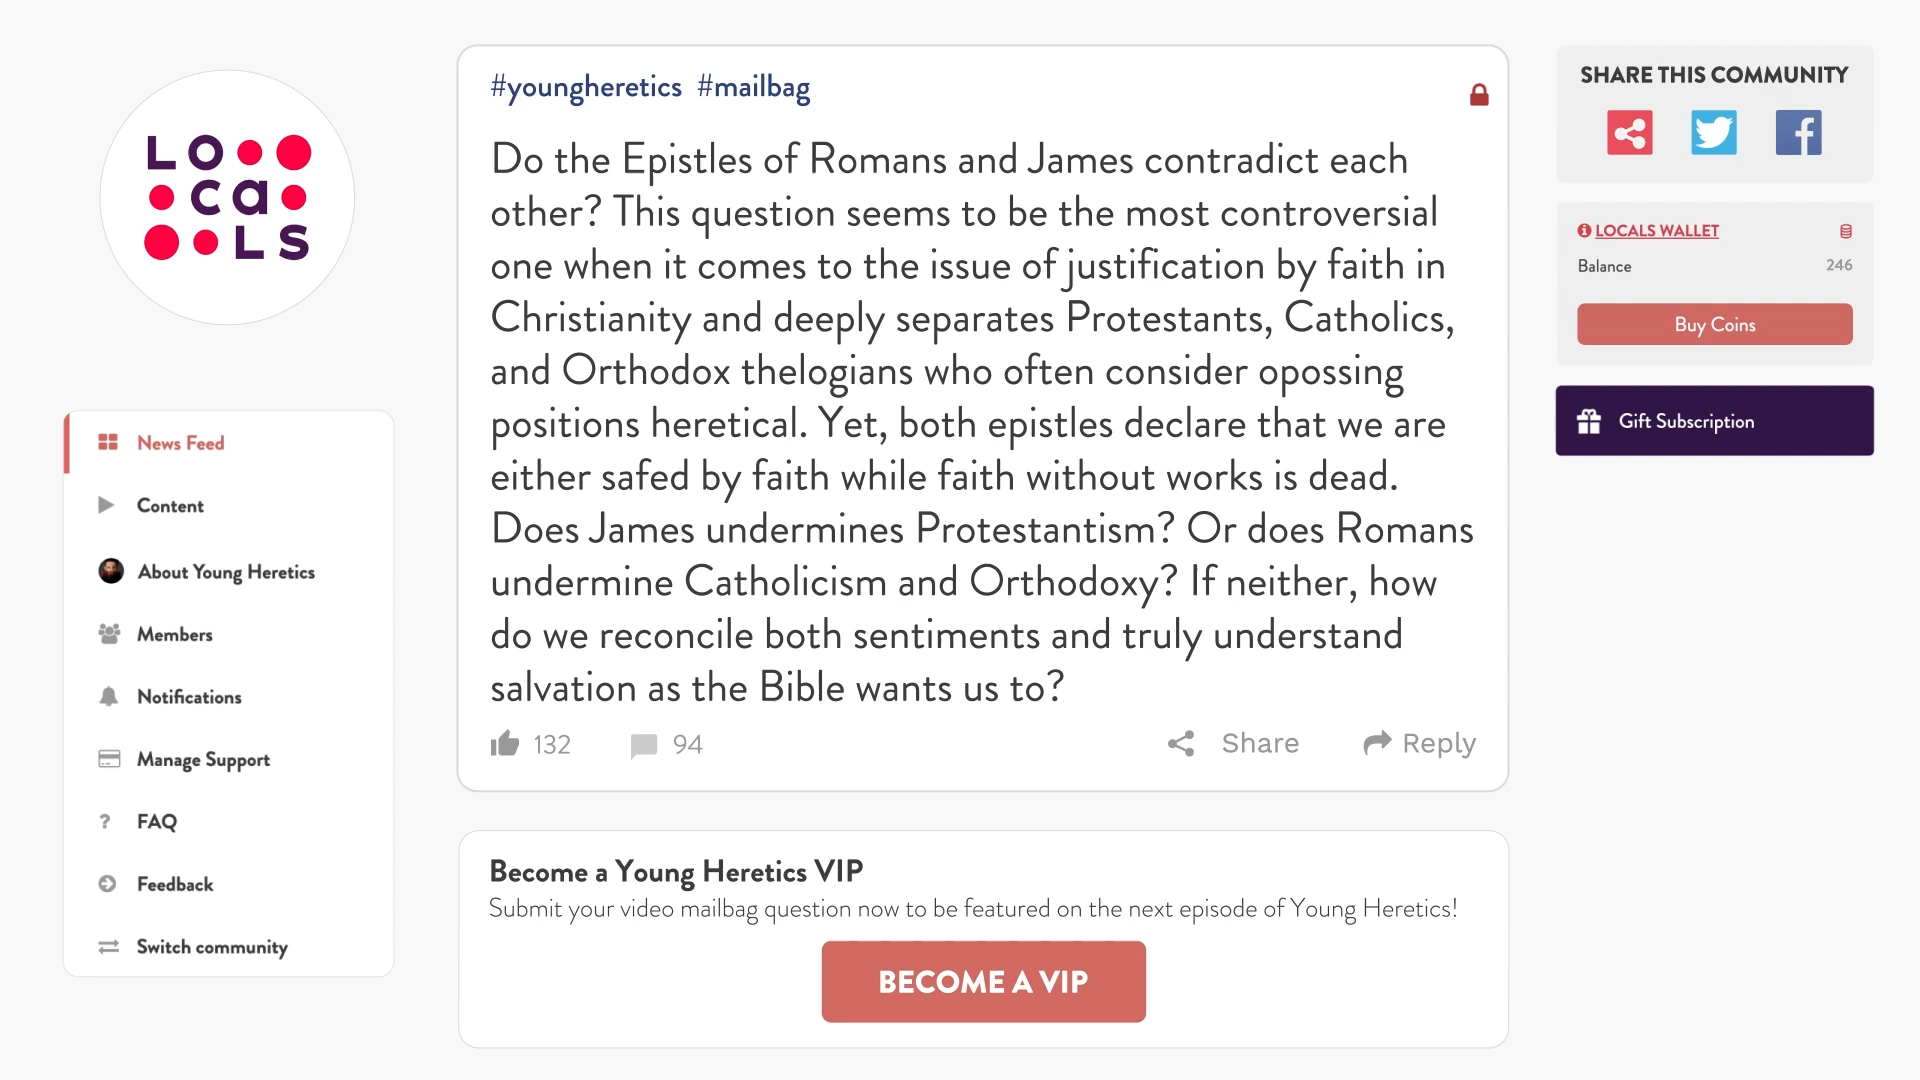 LO
ca
LS
News Feed
Content
About Young Heretics
Members
Notifications
Manage Support
? FAQ
Feedback
Switch community
#youngheretics #mailbag
Do the Epistles of Romans and James contradict each
other? This question seems to be the most controversial
one when it comes to the issue of justification by faith in
Christianity and deeply separates Protestants, Catholics,
and Orthodox thelogians who often consider opossing
positions heretical. Yet, both epistles declare that we are
either safed by faith while faith without works is dead.
Does James undermines Protestantism? Or does Romans
undermine Catholicism and Orthodoxy? If neither, how
do we reconcile both sentiments and truly understand
salvation as the Bible wants us to?
132 94 Share Reply
Become a Young Heretics VIP
Submit your video mailbag question now to be featured on the next episode of Young Heretics!
BECOME A VIP
SHARE THIS COMMUNITY
LOCALS WALLET
Balance 246
Buy Coins
Gift Subscription